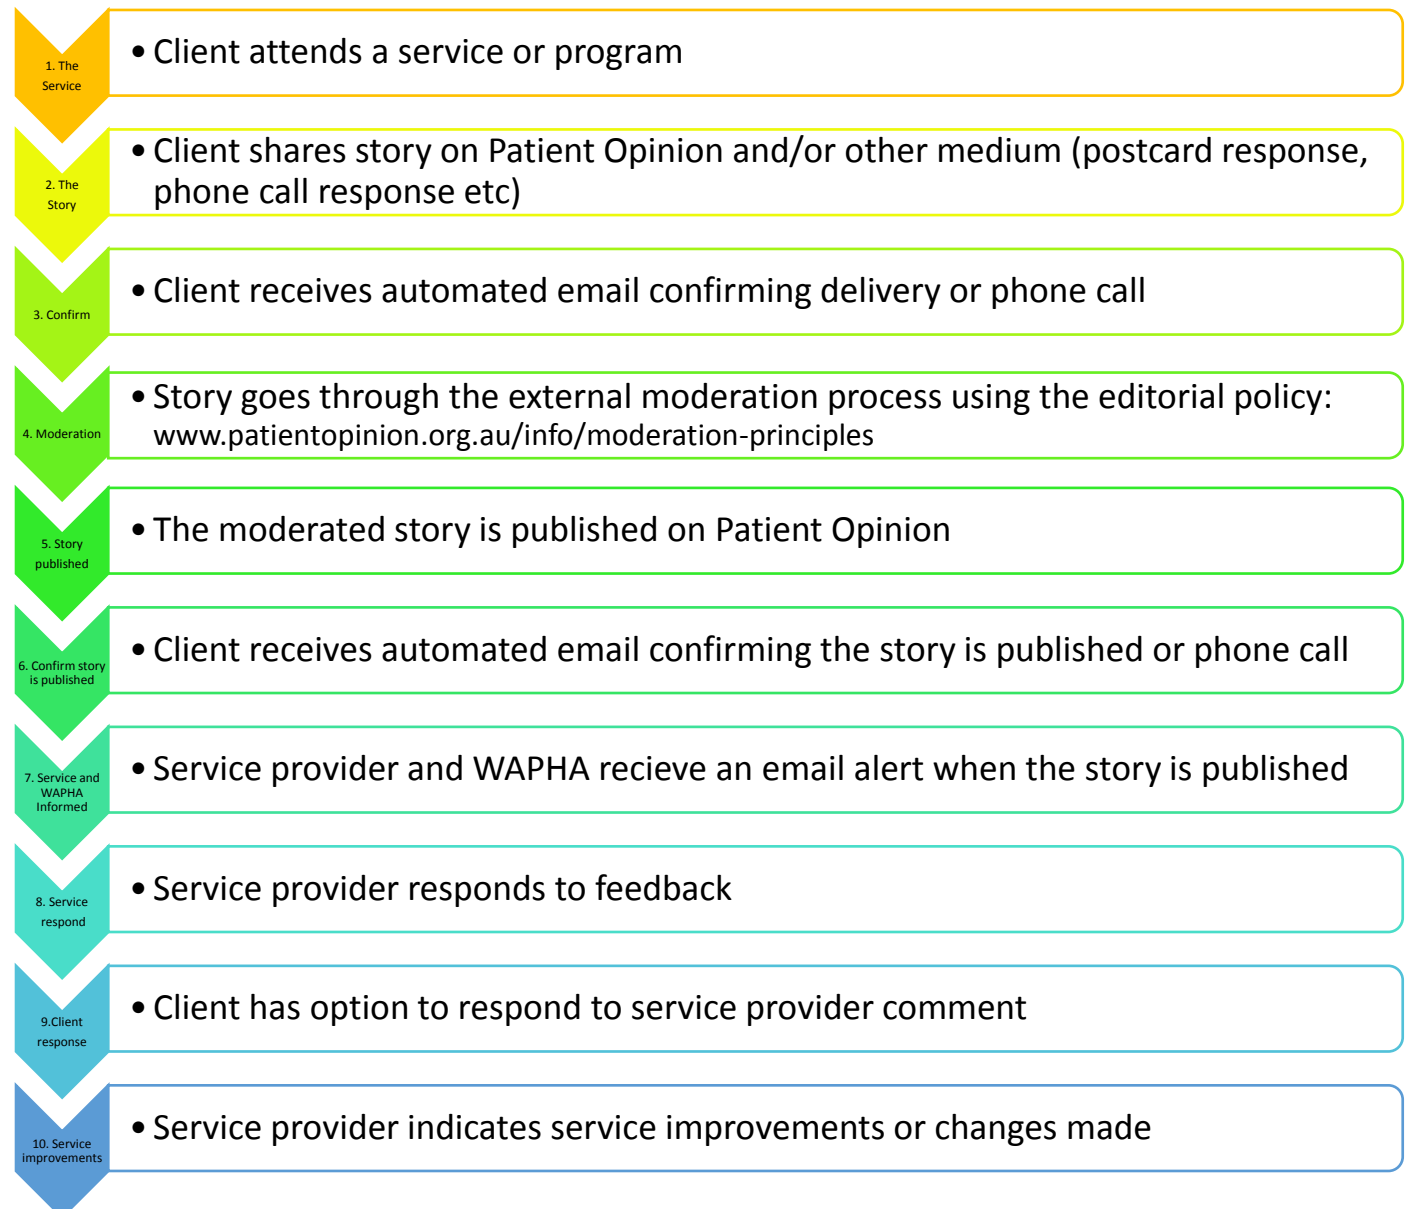 1. The
Service
• Client attends a service or program
2. The
Story
• Client shares story on Patient Opinion and/or other medium (postcard response,
phone call response etc)
3. Confirm
• Client receives automated email confirming delivery or phone call
4. Moderation
• Story goes through the external moderation process using the editorial policy:
www.patientopinion.org.au/info/moderation-principles
5. Story
published
• The moderated story is published on Patient Opinion
6. Confirm story
is published
• Client receives automated email confirming the story is published or phone call
7. Service and
WAPHA
Informed
• Service provider and WAPHA recieve an email alert when the story is published
8. Service
respond
• Service provider responds to feedback
9.Client
response
• Client has option to respond to service provider comment
10. Service
improvements
• Service provider indicates service improvements or changes made